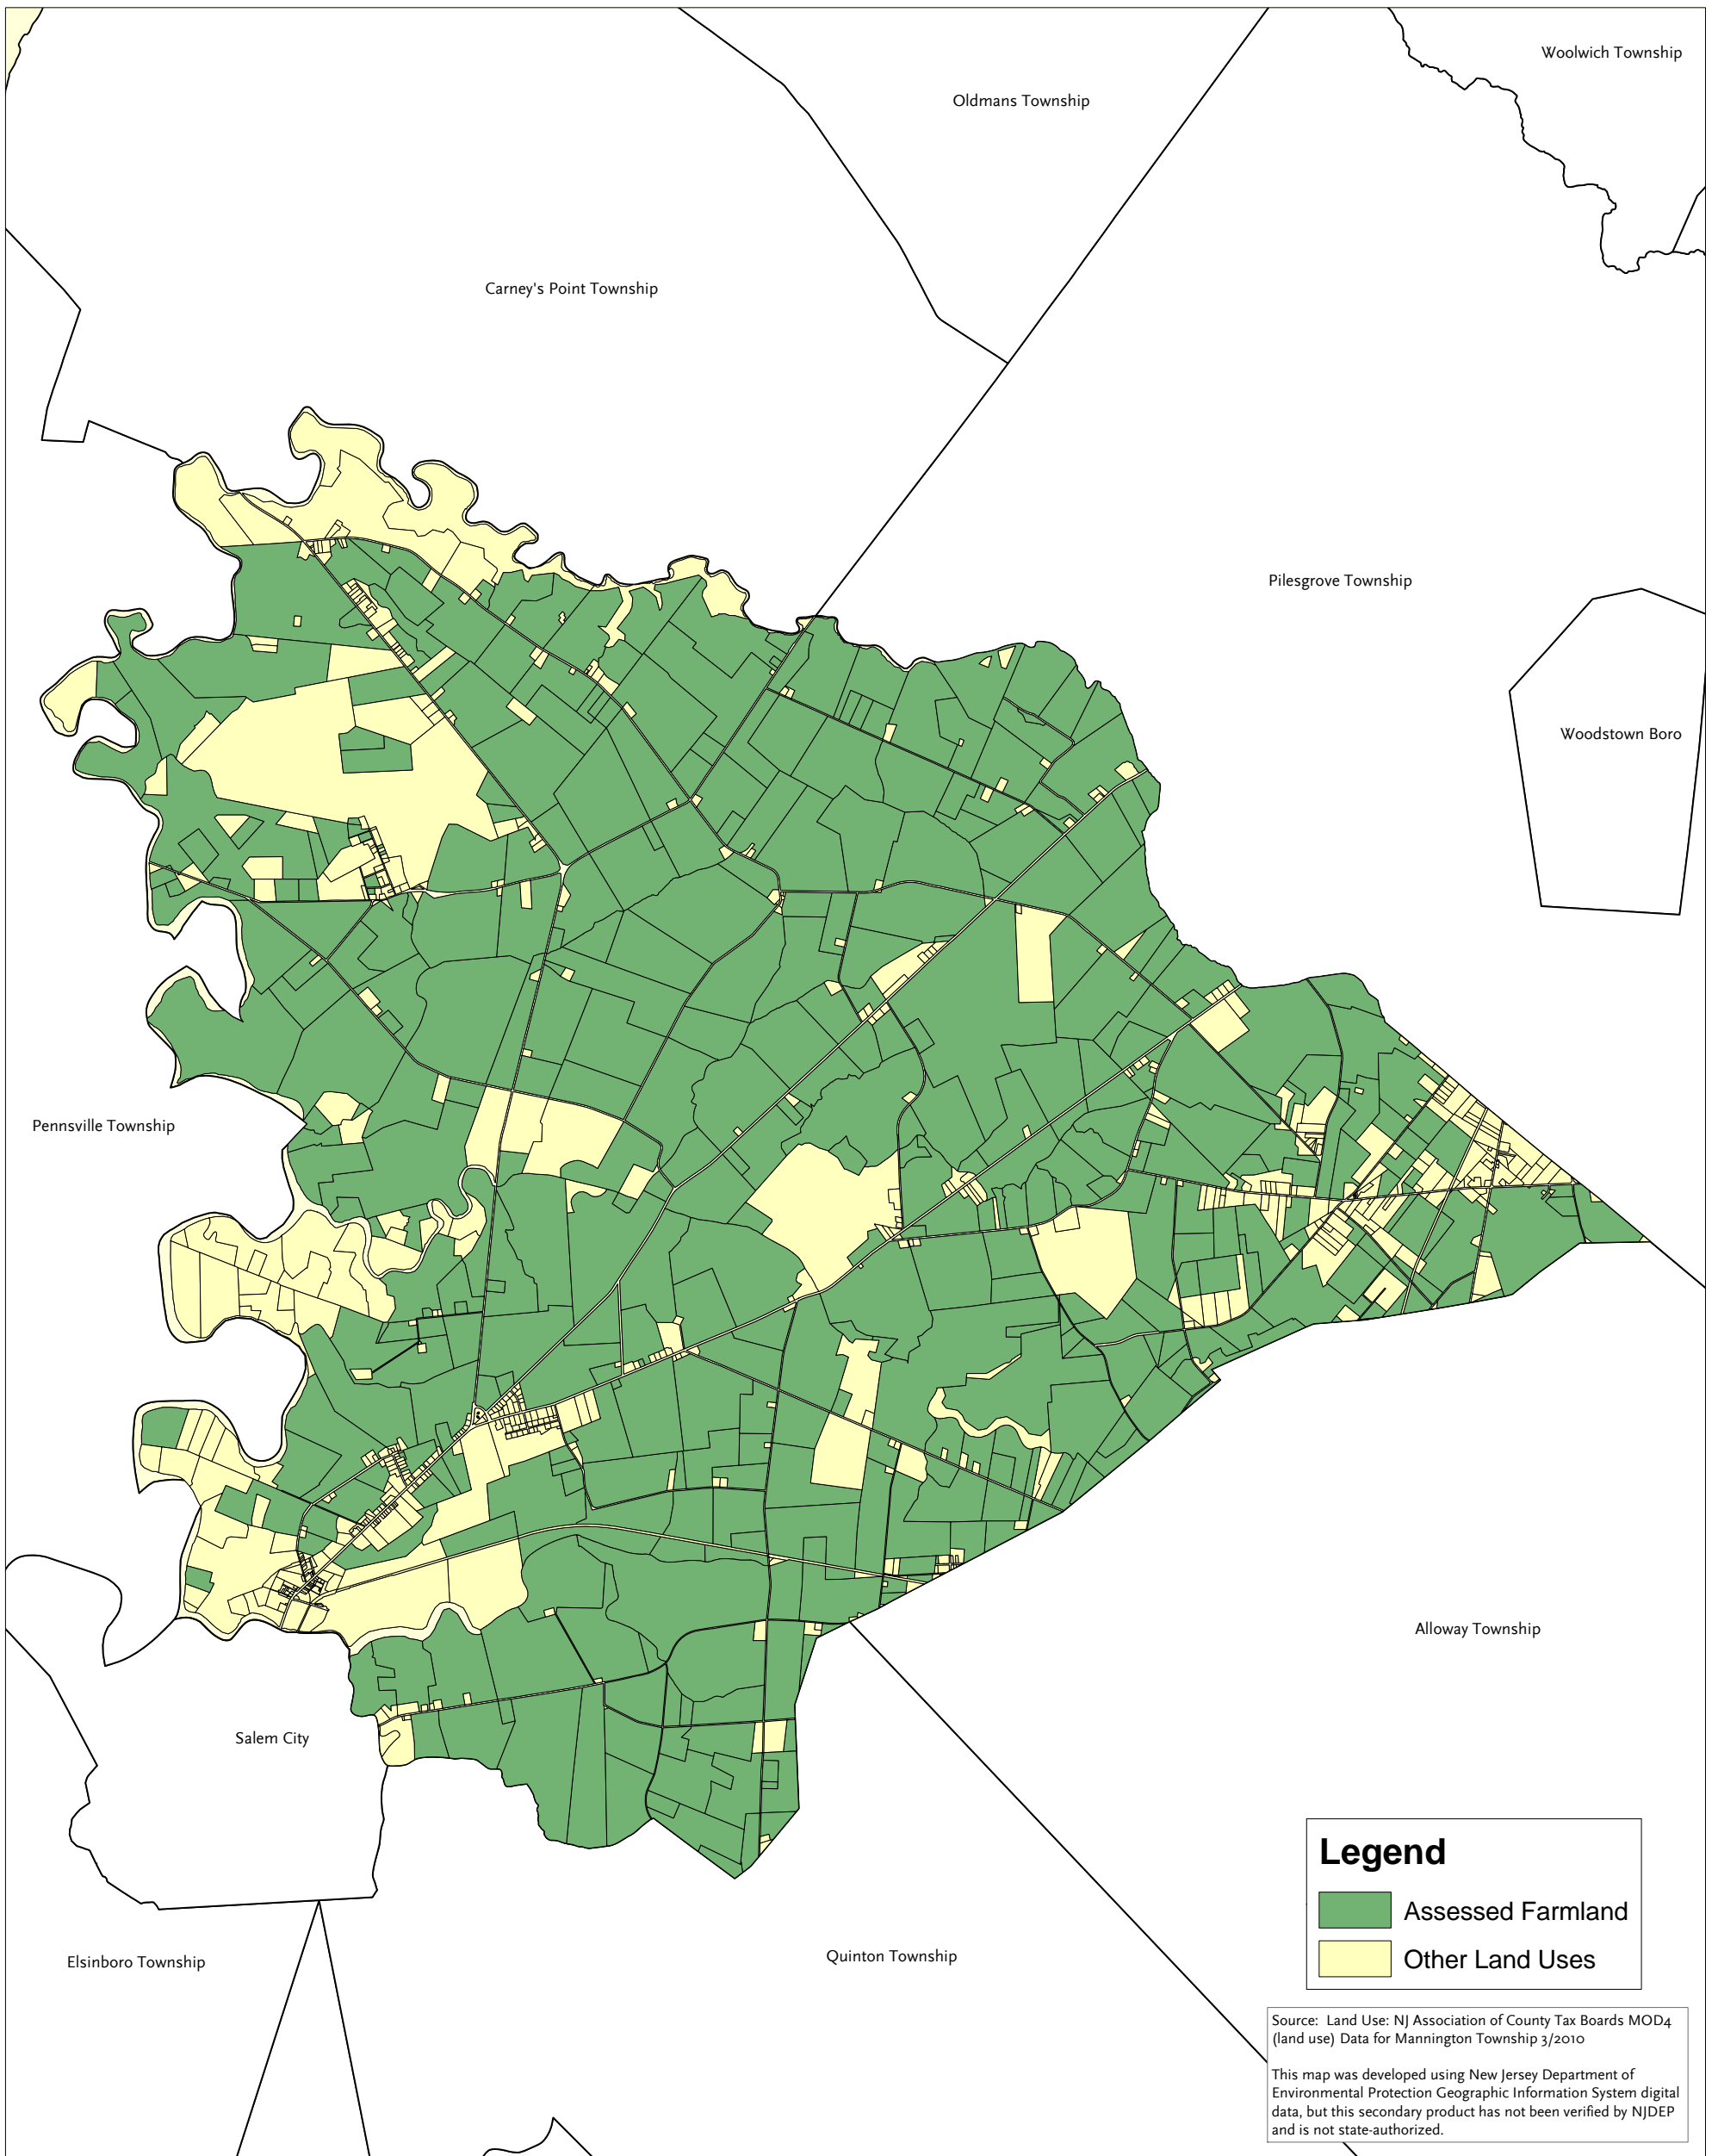 Woolwich Township
Oldmans Township
Carney's Point Township
Pilesgrove Township
Woodstown Boro
Pennsville Township
Alloway Township
Salem City
Elsinboro Township
Quinton Township
Legend
Assessed Farmland
Other Land Uses
Source: Land Use: NJ Association of County Tax Boards MOD4
(land use) Data for Mannington Township 3/2010
This map was developed using New Jersey Department of
Environmental Protection Geographic Information System digital
data, but this secondary product has not been verified by NJDEP
and is not state-authorized.